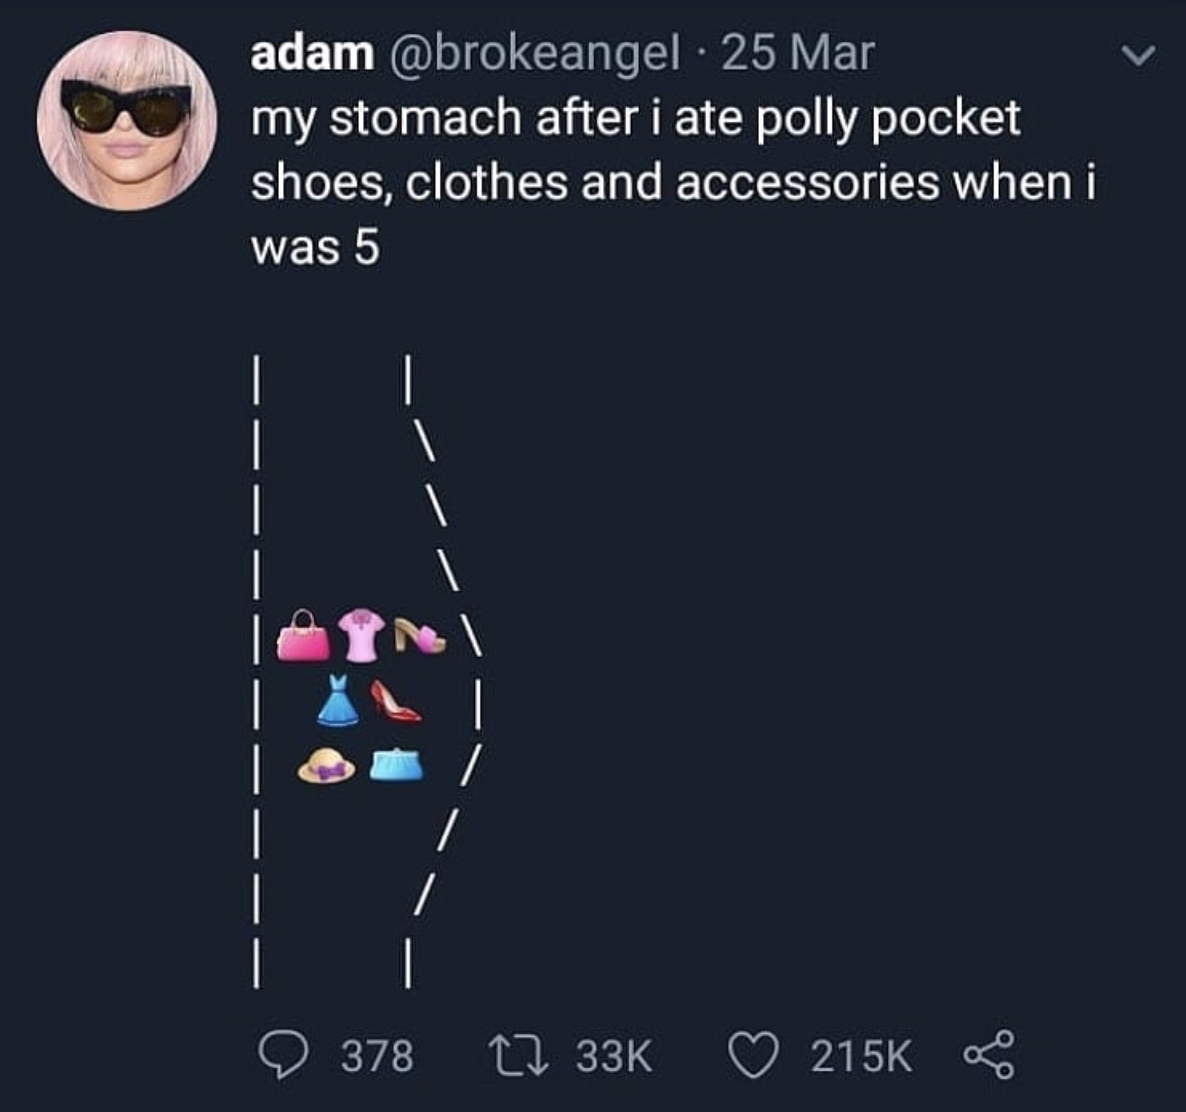 adam @brokeangel · 25 Mar
my stomach after i ate polly pocket
shoes, clothes and accessories when i
was 5
|          |
|           \
|            \
|             \
|👜👚👡 \
|   👗👠    |
|  👒👛   /
|             /
|           /
|          |
378 33K 215K